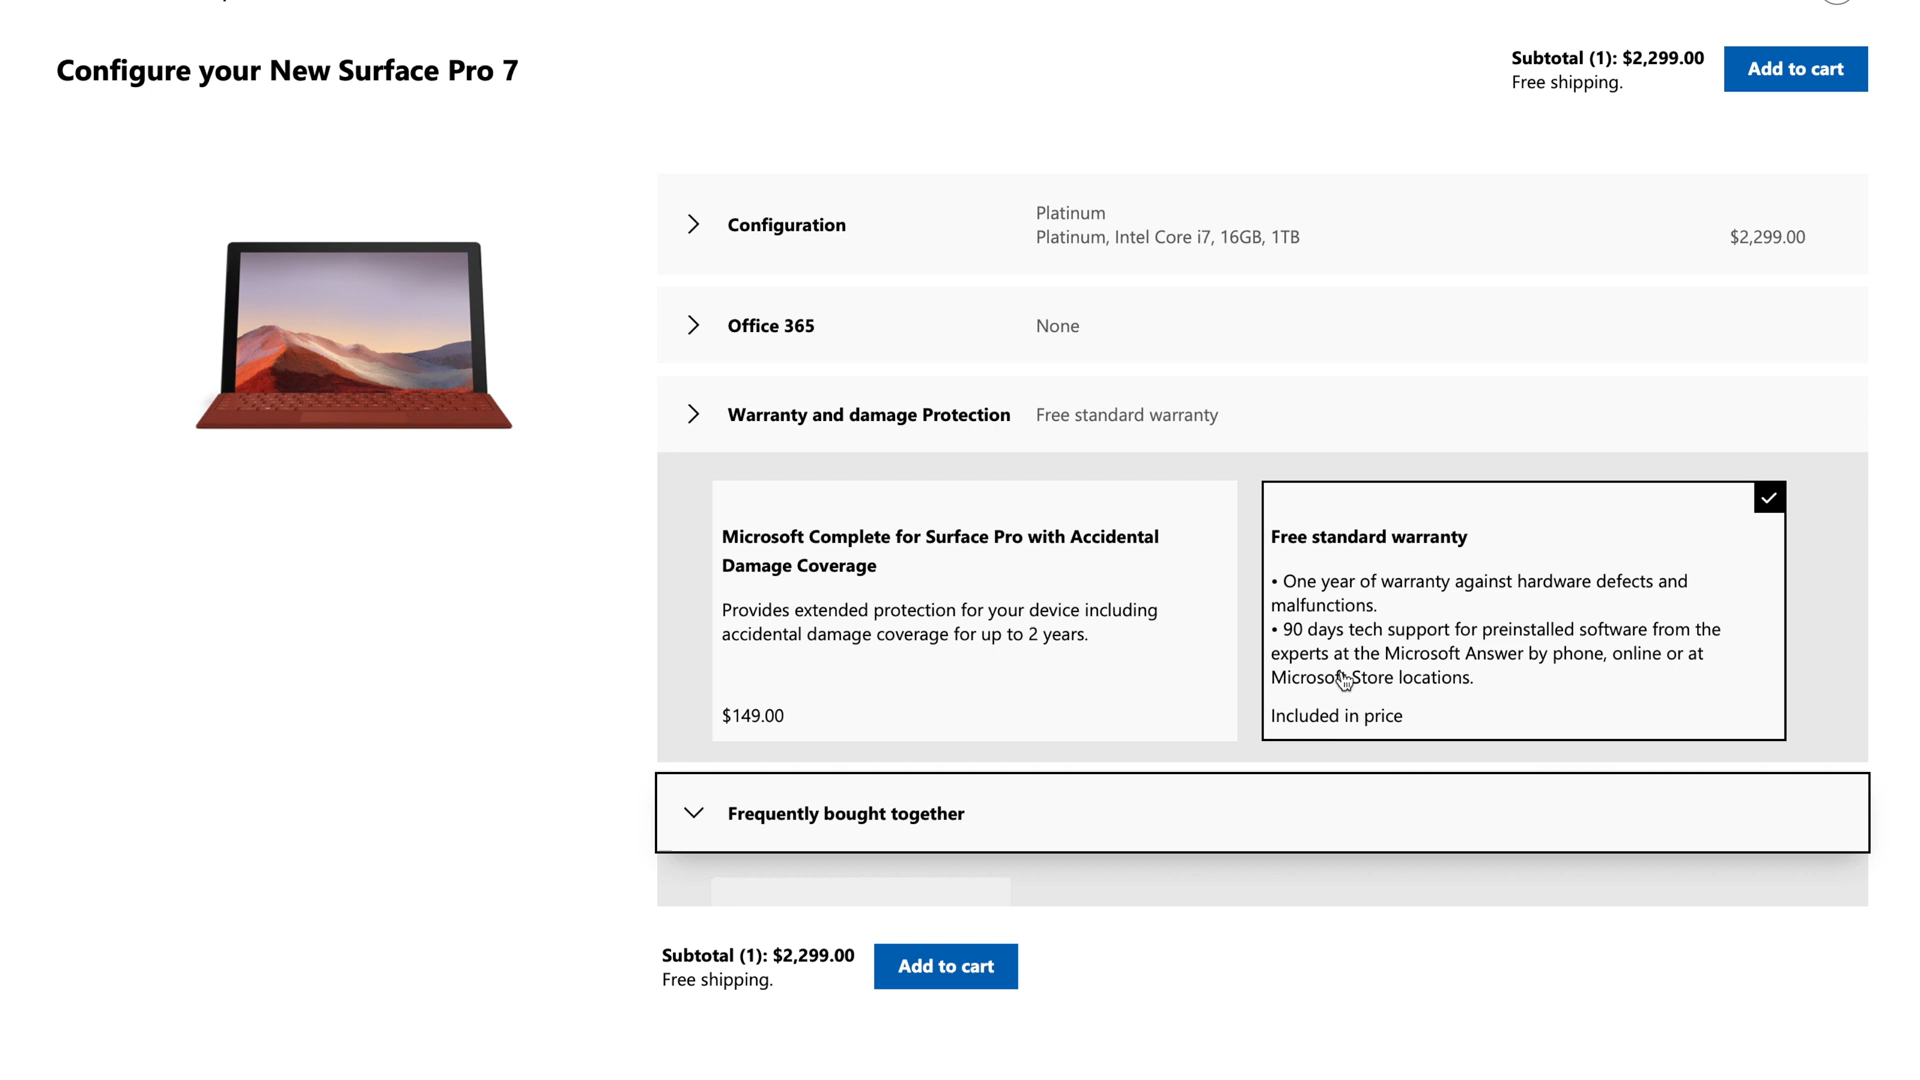 Configure your New Surface Pro 7
Subtotal (1): $2,299.00
Free shipping.
Add to cart
Configuration
Platinum
Platinum, Intel Core i7, 16GB, 1TB
$2,299.00
Office 365
None
Warranty and damage Protection
Free standard warranty
Microsoft Complete for Surface Pro with Accidental
Damage Coverage
Provides extended protection for your device including
accidental damage coverage for up to 2 years.
$149.00
Free standard warranty
• One year of warranty against hardware defects and
malfunctions.
• 90 days tech support for preinstalled software from the
experts at the Microsoft Answer by phone, online or at
Microsoft Store locations.
Included in price
Frequently bought together
Subtotal (1): $2,299.00
Free shipping.
Add to cart